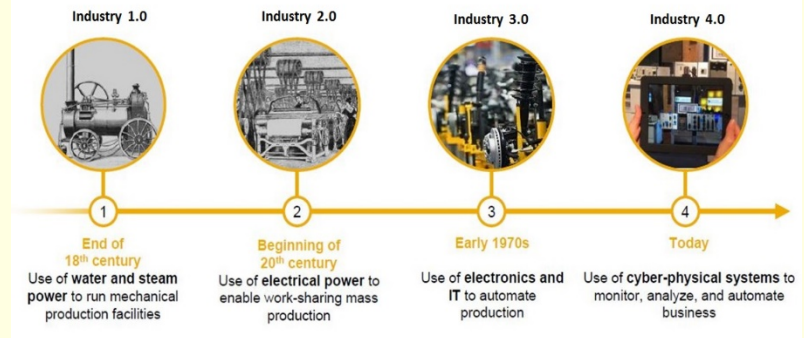 Industry 1.0
Industry 2.0
Industry 3.0
Industry 4.0
1
2
3
4
End of
18th century
Use of water and steam
power to run mechanical
production facilities
Beginning of
20th century
Use of electrical power to
enable work-sharing mass
production
Early 1970s
Use of electronics and
IT to automate
production
Today
Use of cyber-physical systems to
monitor, analyze, and automate
business